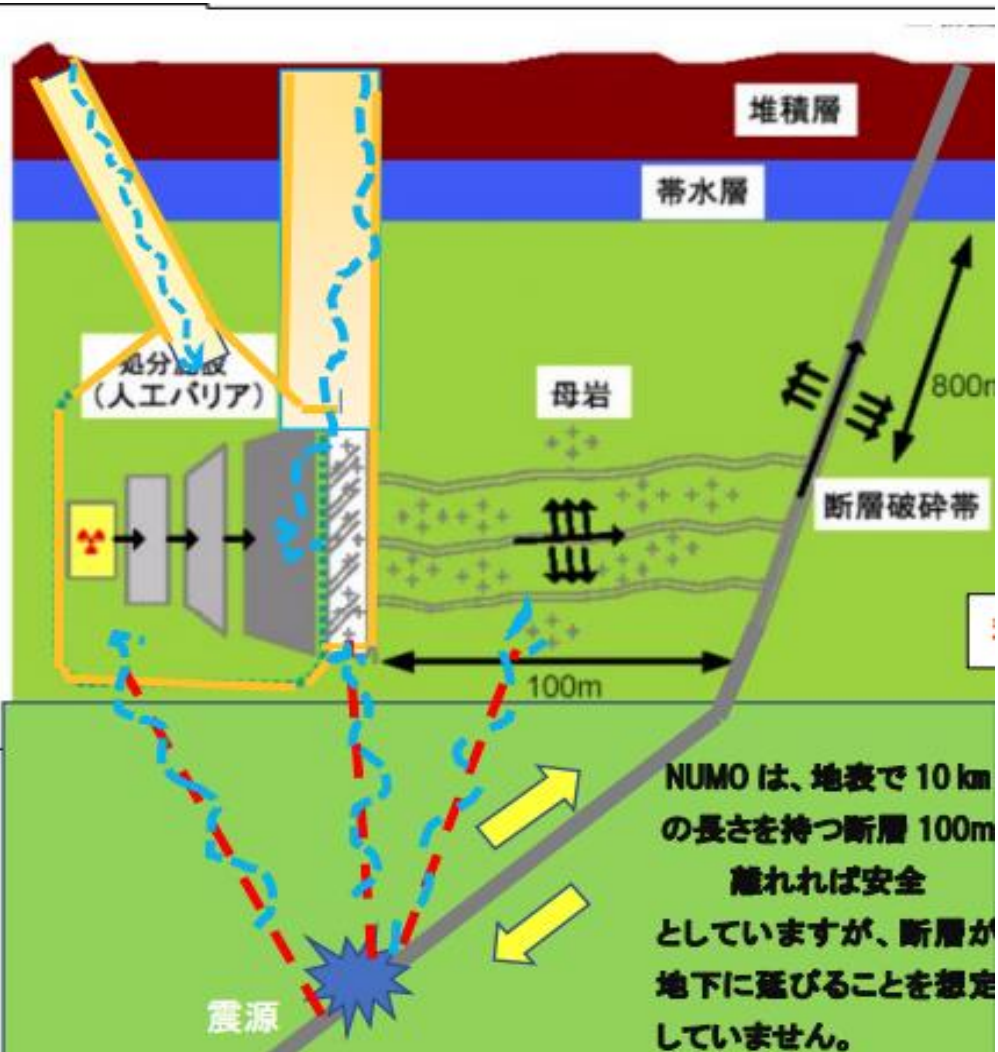 堆積層
帯水層
処分施設
(人工バリア)
母岩
800m
断層破砕帯
100m
NUMO は、地表で 10 km
の長さを持つ断層 100m
離れれば安全
としていますが、断層が
地下に延びることを想定
していません。
震源